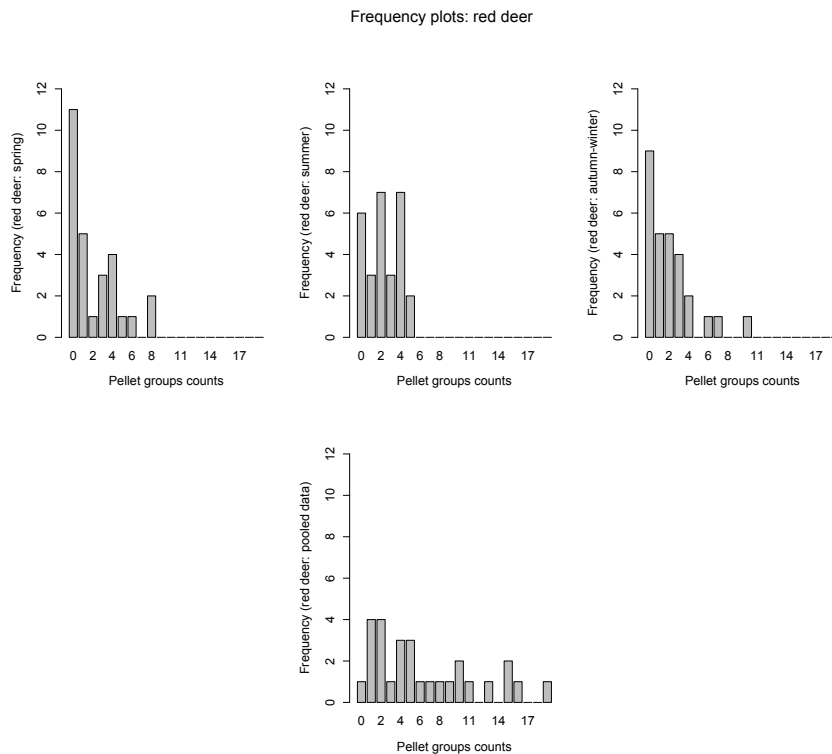 Frequency plots: red deer
Frequency (red deer: spring)
0 2 4 6 8 10 12
0 2 4 6 8 11 14 17
Pellet groups counts
Frequency (red deer: summer)
0 2 4 6 8 10 12
0 2 4 6 8 11 14 17
Pellet groups counts
Frequency (red deer: autumn-winter)
0 2 4 6 8 10 12
0 2 4 6 8 11 14 17
Pellet groups counts
Frequency (red deer: pooled data)
0 2 4 6 8 10 12
0 2 4 6 8 11 14 17
Pellet groups counts